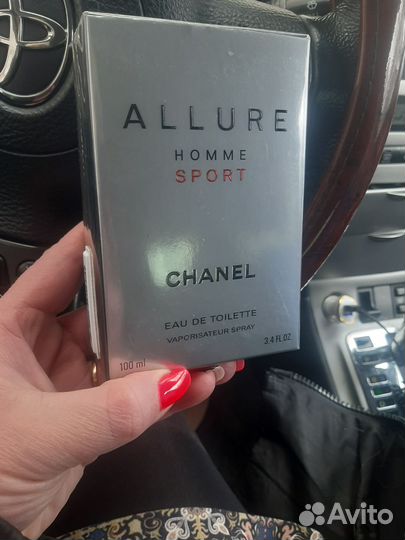 ALLURE
HOMME
SPORT
CHANEL
EAU DE TOILETTE
VAPORISATEUR SPRAY
100 ml
3.4 FL.OZ.
Avito